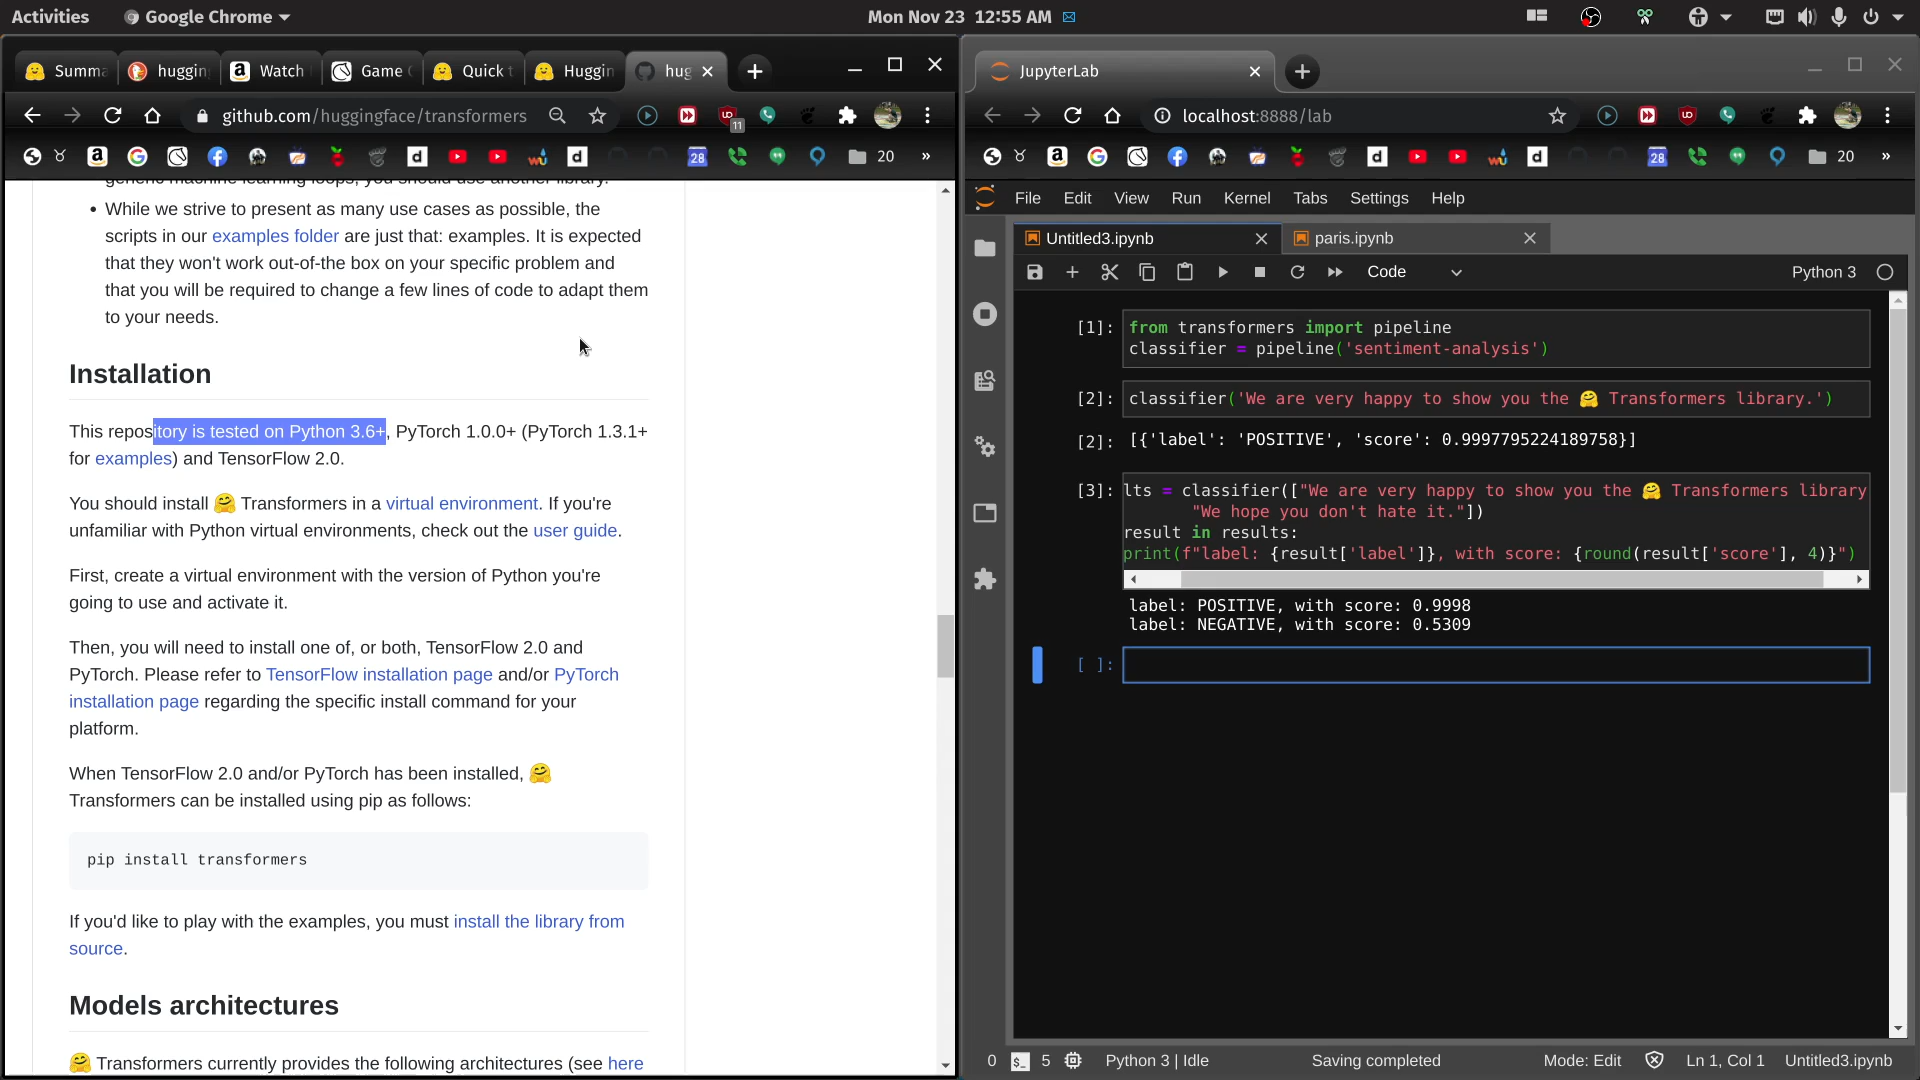 Activities
Google Chrome
Mon Nov 23 12:55 AM
Summa
hugging
Watch
Game
Quick t
Huggin
hug
JupyterLab
github.com/huggingface/transformers
11
localhost:8888/lab
28
20
»
28
20
»
While we strive to present as many use cases as possible, the
scripts in our examples folder are just that: examples. It is expected
that they won't work out-of-the box on your specific problem and
that you will be required to change a few lines of code to adapt them
to your needs.
Installation
This repository is tested on Python 3.6+, PyTorch 1.0.0+ (PyTorch 1.3.1+
for examples) and TensorFlow 2.0.
You should install 🤗 Transformers in a virtual environment. If you're
unfamiliar with Python virtual environments, check out the user guide.
First, create a virtual environment with the version of Python you're
going to use and activate it.
Then, you will need to install one of, or both, TensorFlow 2.0 and
PyTorch. Please refer to TensorFlow installation page and/or PyTorch
installation page regarding the specific install command for your
platform.
When TensorFlow 2.0 and/or PyTorch has been installed, 🤗
Transformers can be installed using pip as follows:
pip install transformers
If you'd like to play with the examples, you must install the library from
source.
Models architectures
🤗 Transformers currently provides the following architectures (see here
File Edit View Run Kernel Tabs Settings Help
Untitled3.ipynb
paris.ipynb
Code
Python 3
[1]: from transformers import pipeline
classifier = pipeline('sentiment-analysis')
[2]: classifier('We are very happy to show you the 🤗 Transformers library.')
[2]: [{'label': 'POSITIVE', 'score': 0.9997795224189758}]
[3]: lts = classifier(["We are very happy to show you the 🤗 Transformers library
"We hope you don't hate it."])
result in results:
print(f"label: {result['label']}, with score: {round(result['score'], 4)}")
label: POSITIVE, with score: 0.9998
label: NEGATIVE, with score: 0.5309
[ ]:
0 5 Python 3 | Idle Saving completed Mode: Edit Ln 1, Col 1 Untitled3.ipynb